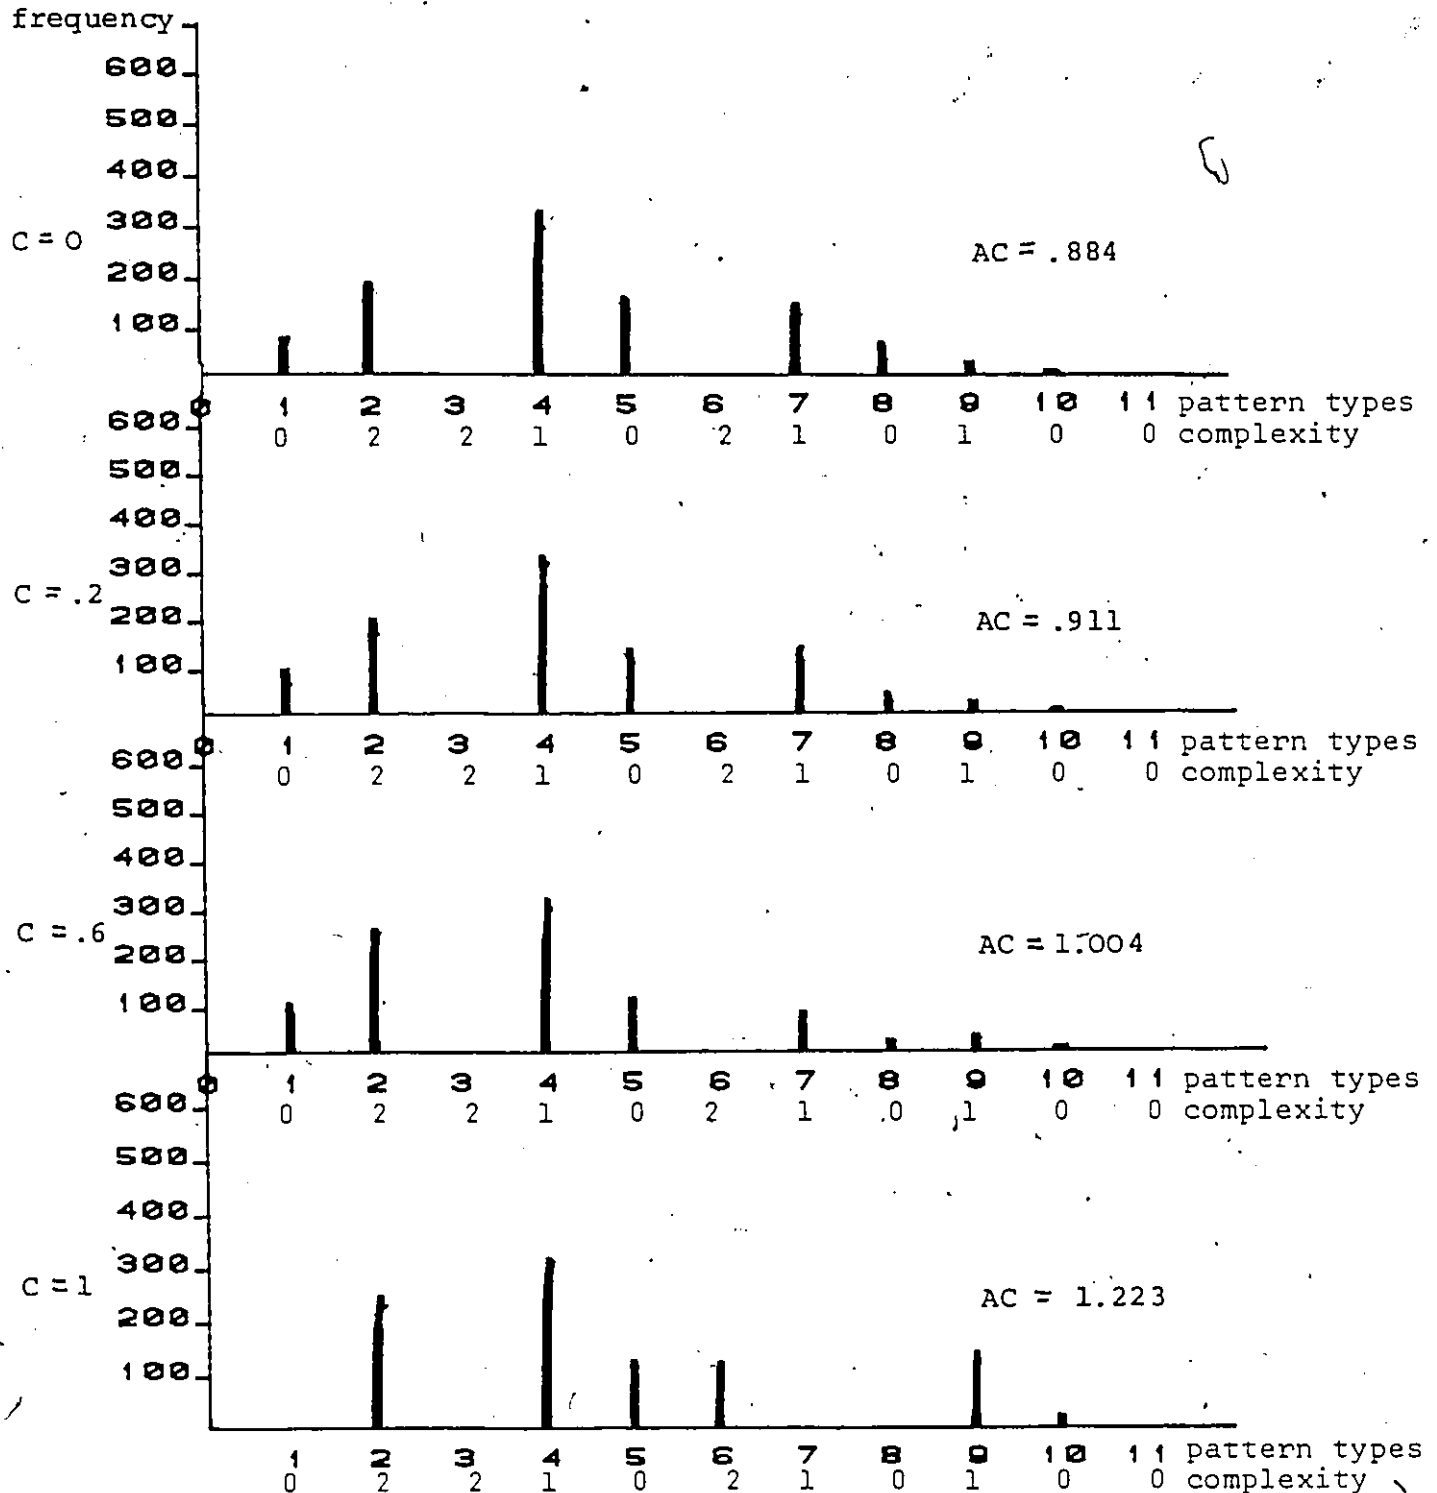 frequency
600
500
400
300
C = 0
AC = .884
200
100
0 1 2 3 4 5 6 7 8 9 10 11 pattern types
600
0 2 2 1 0 2 1 0 1 0 0 complexity
500
400
300
C = .2
200
AC = .911
100
0 1 2 3 4 5 6 7 8 9 10 11 pattern types
600
0 2 2 1 0 2 1 0 1 0 0 complexity
500
400
300
C = .6
AC = 1.004
200
100
0 1 2 3 4 5 6 7 8 9 10 11 pattern types
600
0 2 2 1 0 2 1 0 1 0 0 complexity
500
400
300
C = 1
AC = 1.223
200
100
1 2 3 4 5 6 7 8 9 10 11 pattern types
0 2 2 1 0 2 1 0 1 0 0 complexity